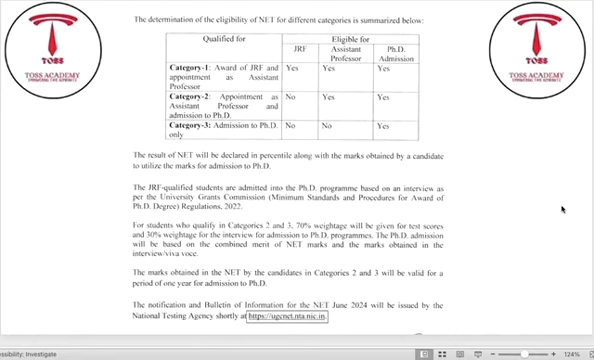 The determination of the eligibility of NET for different categories is summarized below:
TOSS
TOSS ACADEMY
TOSS
TOSS ACADEMY
Qualified for
Eligible for
JRF
Assistant Professor
Ph.D. Admission
Category-1: Award of JRF and appointment as Assistant Professor
Yes
Yes
Yes
Category-2: Appointment as Assistant Professor and admission to Ph.D.
No
Yes
Yes
Category-3: Admission to Ph.D. only
No
No
Yes
The result of NET will be declared in percentile along with the marks obtained by a candidate
to utilize the marks for admission to Ph.D.
The JRF-qualified students are admitted into the Ph.D. programme based on an interview as
per the University Grants Commission (Minimum Standards and Procedures for Award of
Ph.D. Degree) Regulations, 2022.
For students who qualify in Categories 2 and 3, 70% weightage will be given for test scores
and 30% weightage for the interview for admission to Ph.D. programmes. The Ph.D. admission
will be based on the combined merit of NET marks and the marks obtained in the
interview/viva voce.
The marks obtained in the NET by the candidates in Categories 2 and 3 will be valid for a
period of one year for admission to Ph.D.
The notification and Bulletin of Information for the NET June 2024 will be issued by the
National Testing Agency shortly at https://ugcnet.nta.nic.in.
ssibility: Investigate
124%